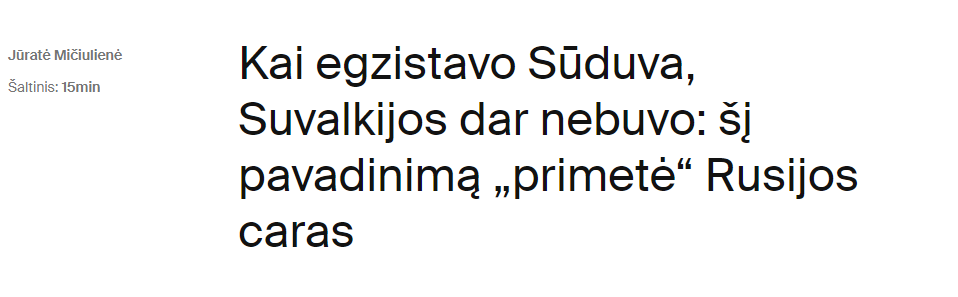 Jūratė Mičiulienė
Šaltinis: 15min
Kai egzistavo Sūduva,
Suvalkijos dar nebuvo: šį
pavadinimą „primetė“ Rusijos
caras